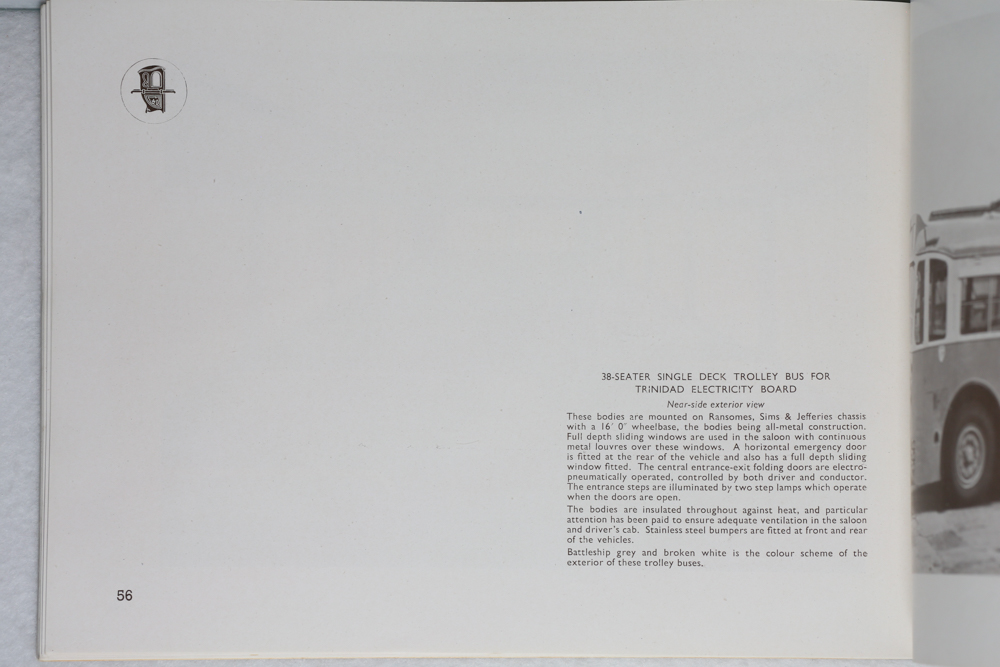 38-SEATER SINGLE DECK TROLLEY BUS FOR
TRINIDAD ELECTRICITY BOARD
Near-side exterior view
These bodies are mounted on Ransomes, Sims & Jefferies chassis
with a 16′ 0″ wheelbase, the bodies being all-metal construction.
Full depth sliding windows are used in the saloon with continuous
metal louvres over these windows. A horizontal emergency door
is fitted at the rear of the vehicle and also has a full depth sliding
window fitted. The central entrance-exit folding doors are electro-
pneumatically operated, controlled by both driver and conductor.
The entrance steps are illuminated by two step lamps which operate
when the doors are open.
The bodies are insulated throughout against heat, and particular
attention has been paid to ensure adequate ventilation in the saloon
and driver's cab. Stainless steel bumpers are fitted at front and rear
of the vehicles.
Battleship grey and broken white is the colour scheme of the
exterior of these trolley buses.
56